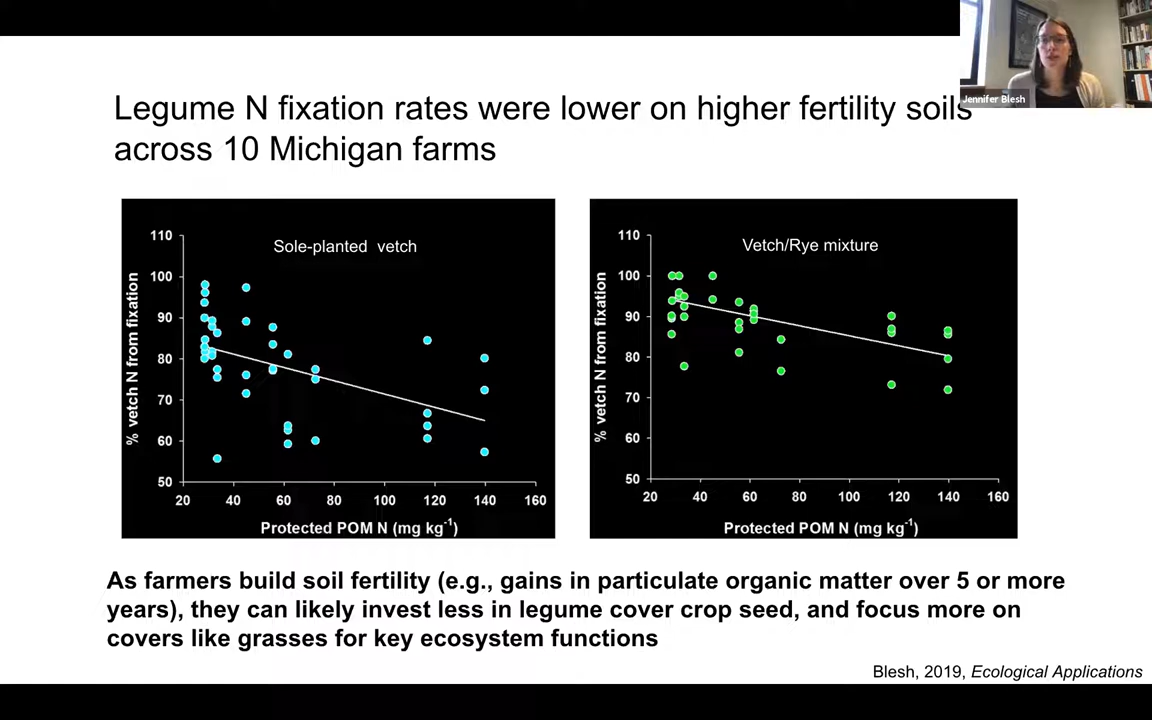 Jennifer Blesh
Legume N fixation rates were lower on higher fertility soils
across 10 Michigan farms
Sole-planted vetch
110
100
90
80
70
60
50
% vetch N from fixation
20 40 60 80 100 120 140 160
Protected POM N (mg kg-1)
Vetch/Rye mixture
110
100
90
80
70
60
50
% vetch N from fixation
20 40 60 80 100 120 140 160
Protected POM N (mg kg-1)
As farmers build soil fertility (e.g., gains in particulate organic matter over 5 or more
years), they can likely invest less in legume cover crop seed, and focus more on
covers like grasses for key ecosystem functions
Blesh, 2019, Ecological Applications